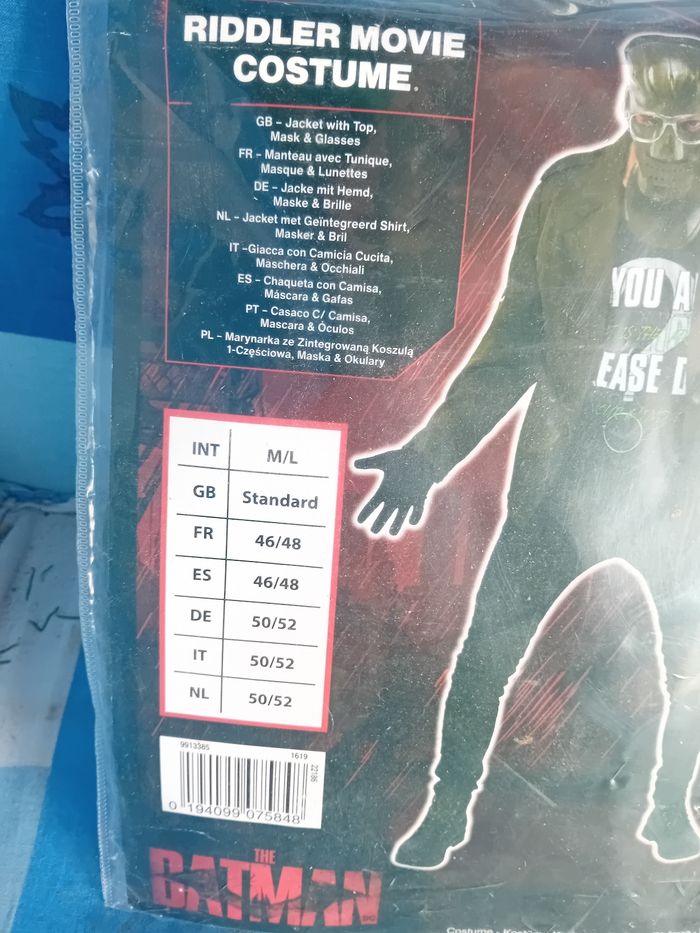 RIDDLER MOVIE
COSTUME.
GB – Jacket with Top,
Mask & Glasses
FR – Manteau avec Tunique,
Masque & Lunettes
DE – Jacke mit Hemd,
Maske & Brille
NL – Jacket met Geïntegreerd Shirt,
Masker & Bril
IT –Giacca con Camicia Cucita,
Maschera & Occhiali
ES – Chaqueta con Camisa,
Máscara & Gafas
PT – Casaco C/ Camisa,
Mascara & Óculos
PL – Marynarka ze Zintegrowaną Koszulą
1-Częściowa, Maska & Okulary
YOU A
EASE D
INT M/L
GB Standard
FR 46/48
ES 46/48
DE 50/52
IT 50/52
NL 50/52
9913365 1619
22186
0 194099 075848
THE
BATMAN
DC